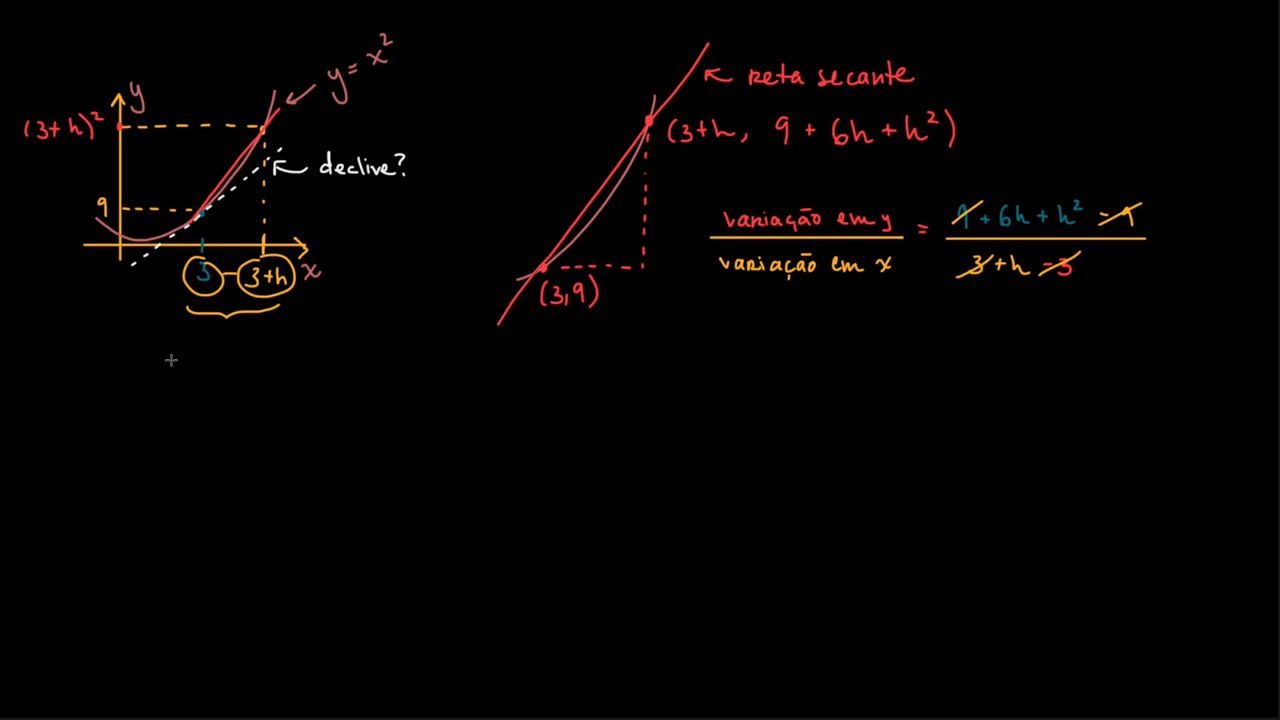 y = x²
y
(3+h)²
declive?
9
3
3+h
x
reta secante
(3+h, 9 + 6h + h²)
(3,9)
variação em y
variação em x
=
9 + 6h + h² - 9
3 + h - 3